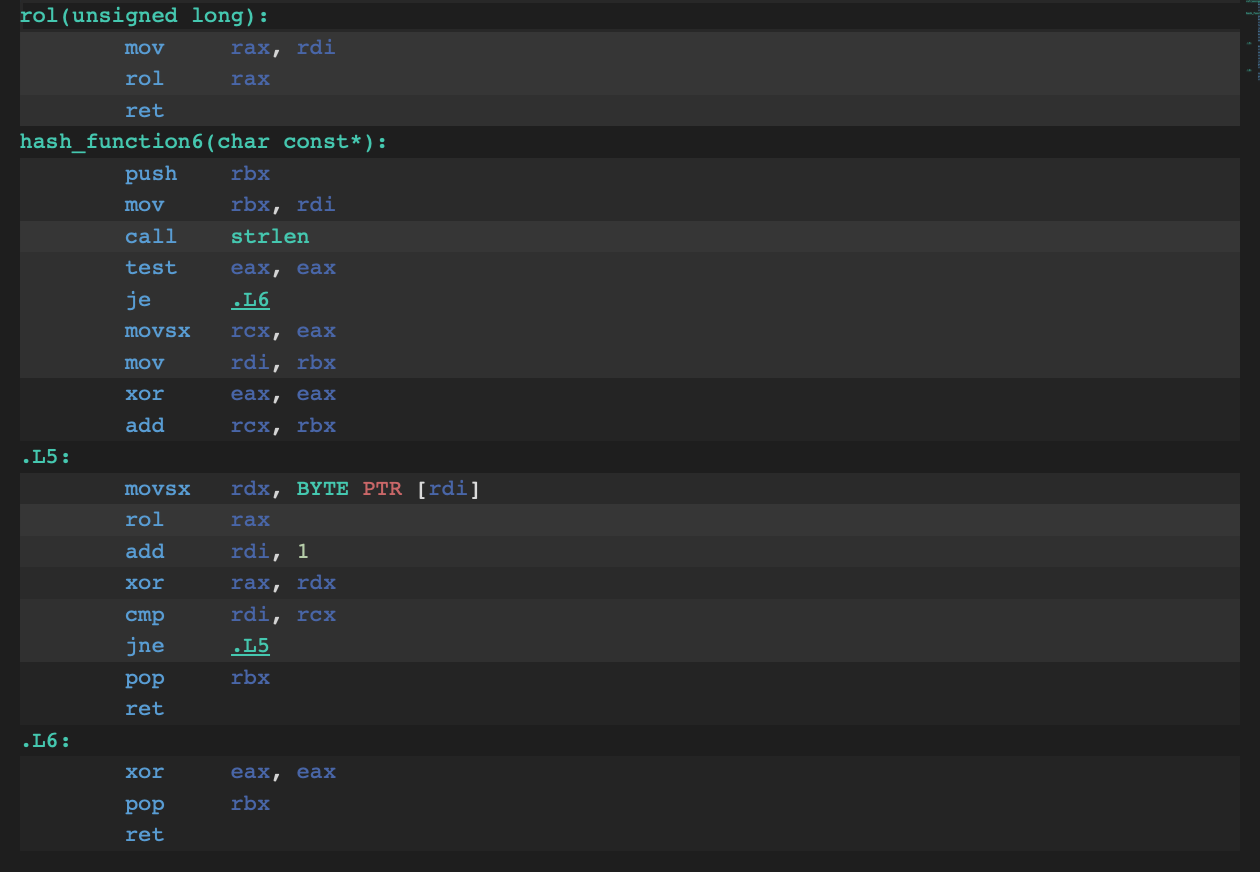 rol(unsigned long):
        mov     rax, rdi
        rol     rax
        ret
hash_function6(char const*):
        push    rbx
        mov     rbx, rdi
        call    strlen
        test    eax, eax
        je      .L6
        movsx   rcx, eax
        mov     rdi, rbx
        xor     eax, eax
        add     rcx, rbx
.L5:
        movsx   rdx, BYTE PTR [rdi]
        rol     rax
        add     rdi, 1
        xor     rax, rdx
        cmp     rdi, rcx
        jne     .L5
        pop     rbx
        ret
.L6:
        xor     eax, eax
        pop     rbx
        ret